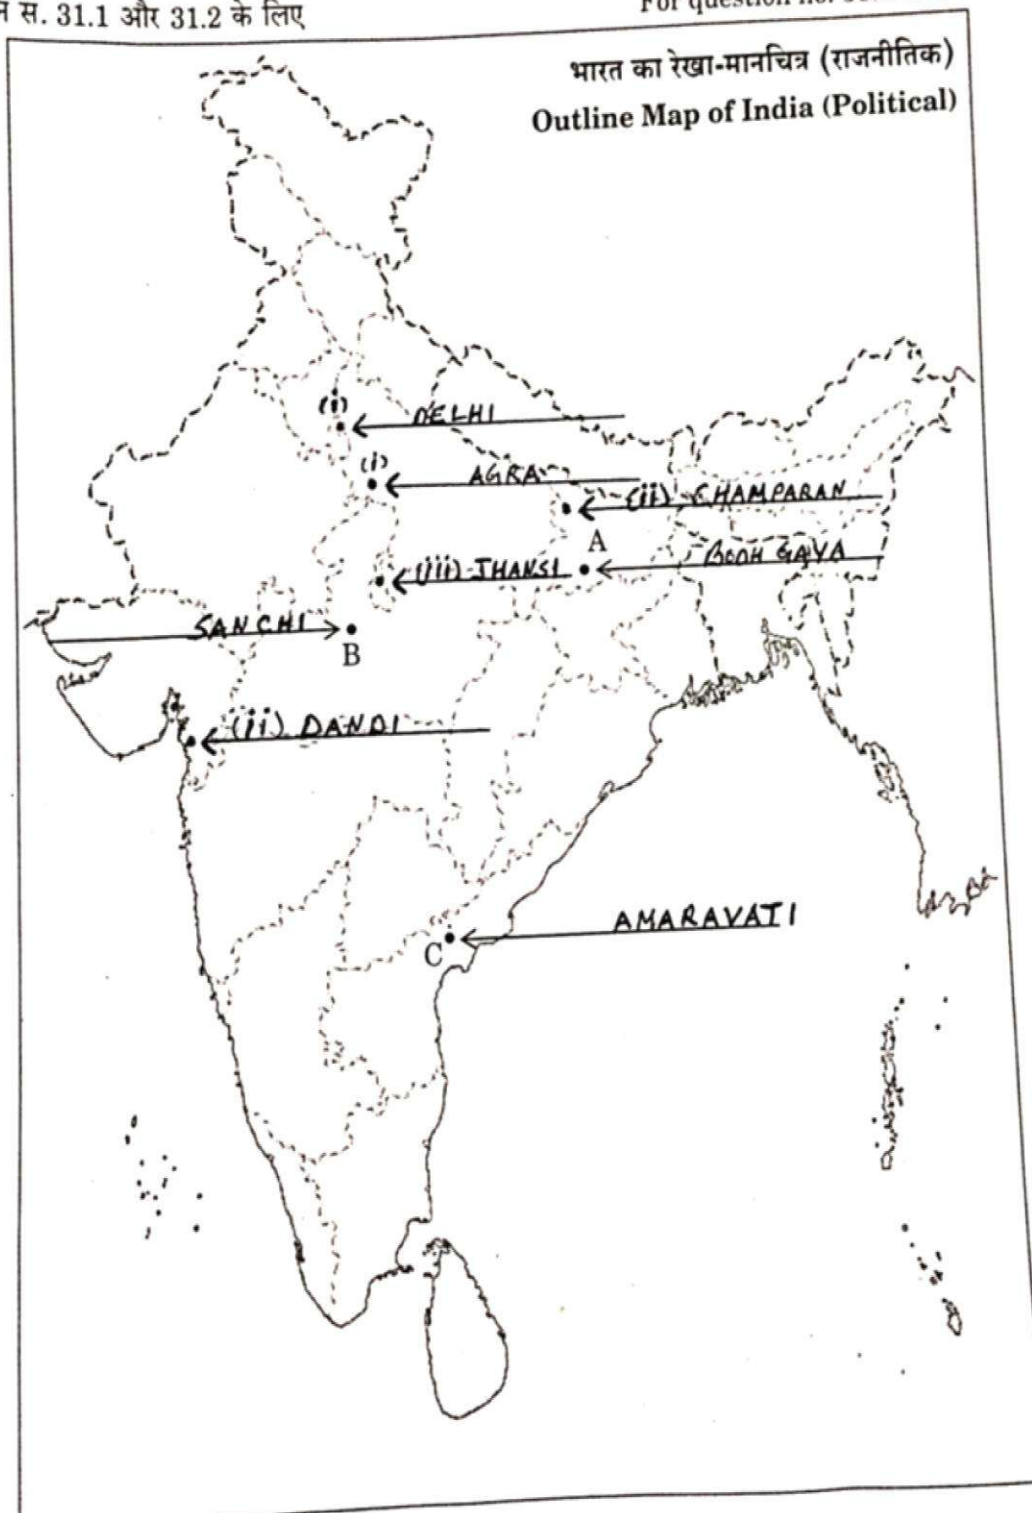 स. 31.1 और 31.2 के लिए
For question no.
भारत का रेखा-मानचित्र (राजनीतिक)
Outline Map of India (Political)
(i)
DELHI
(i)
AGRA
(ii) CHAMPARAN
A
(iii) JHANSI
BODH GAYA
SANCHI
B
(ii) DANDI
AMARAVATI
C